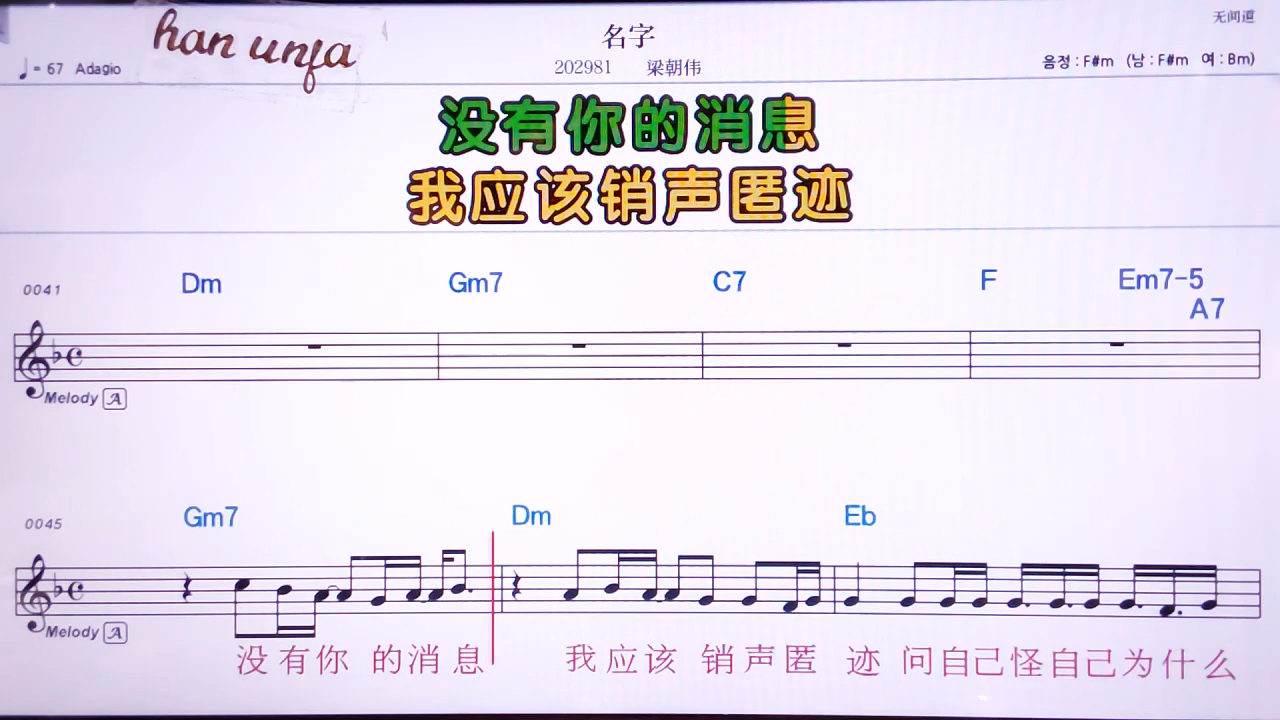 han unfa
名字
无间道
♩= 67 Adagio
202981 梁朝伟
음정 : F#m (남 : F#m 여 : Bm)
没有你的消息
我应该销声匿迹
0041 Dm Gm7 C7 F Em7-5
A7
Melody A
0045 Gm7 Dm Eb
Melody A
没有你 的消息 我应该 销声匿 迹 问自己怪自己为什么